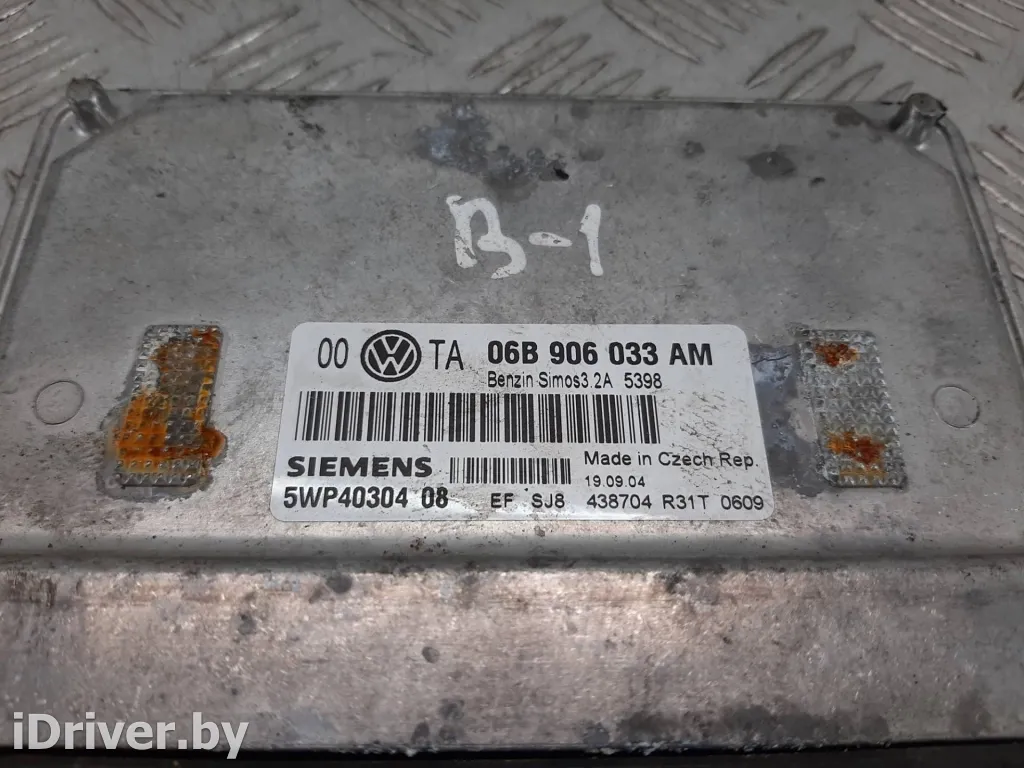 B-1
00 VW TA 06B 906 033 AM
Benzin Simos3.2A 5398
SIEMENS
Made in Czech Rep.
19.09.04
5WP40304 08 EF SJ8 438704 R31T 0609
iDriver.by